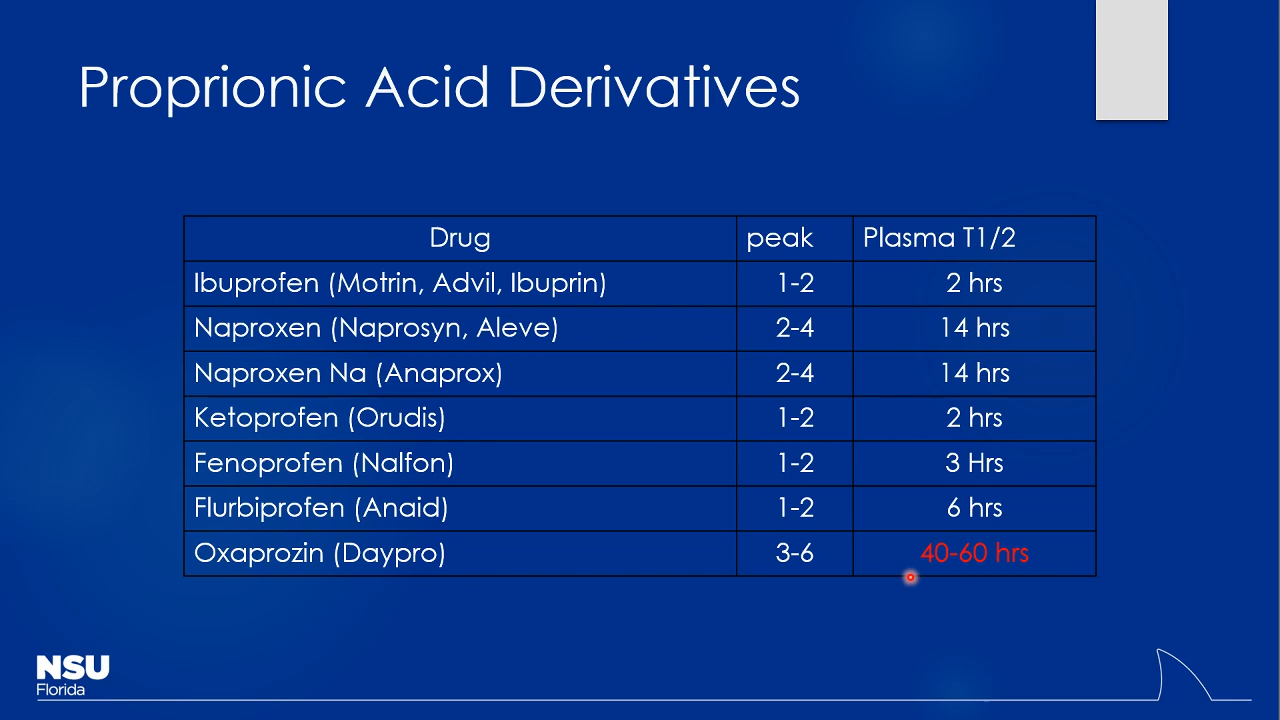 Proprionic Acid Derivatives
Drug peak Plasma T1/2
Ibuprofen (Motrin, Advil, Ibuprin) 1-2 2 hrs
Naproxen (Naprosyn, Aleve) 2-4 14 hrs
Naproxen Na (Anaprox) 2-4 14 hrs
Ketoprofen (Orudis) 1-2 2 hrs
Fenoprofen (Nalfon) 1-2 3 Hrs
Flurbiprofen (Anaid) 1-2 6 hrs
Oxaprozin (Daypro) 3-6 40-60 hrs
NSU
Florida